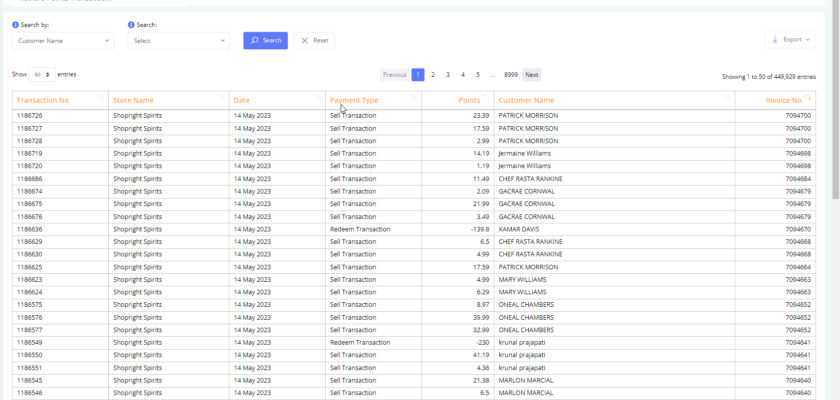 Search by:
Search:
Customer Name
Select
Search
Reset
Export
Show 50 entries
Previous 1 2 3 4 5 ... 8999 Next
Showing 1 to 50 of 449,929 entries
Transaction No Store Name Date Payment Type Points Customer Name Invoice No
1186726 Shopright Spirits 14 May 2023 Sell Transaction 23.39 PATRICK MORRISON 7094700
1186727 Shopright Spirits 14 May 2023 Sell Transaction 17.59 PATRICK MORRISON 7094700
1186728 Shopright Spirits 14 May 2023 Sell Transaction 2.99 PATRICK MORRISON 7094700
1186719 Shopright Spirits 14 May 2023 Sell Transaction 14.19 Jermaine Williams 7094698
1186720 Shopright Spirits 14 May 2023 Sell Transaction 1.19 Jermaine Williams 7094698
1186686 Shopright Spirits 14 May 2023 Sell Transaction 11.49 CHEF RASTA RANKINE 7094684
1186674 Shopright Spirits 14 May 2023 Sell Transaction 2.09 GACRAE CORNWAL 7094679
1186675 Shopright Spirits 14 May 2023 Sell Transaction 21.99 GACRAE CORNWAL 7094679
1186676 Shopright Spirits 14 May 2023 Sell Transaction 3.49 GACRAE CORNWAL 7094679
1186636 Shopright Spirits 14 May 2023 Redeem Transaction -139.8 KAMAR DAVIS 7094670
1186629 Shopright Spirits 14 May 2023 Sell Transaction 6.5 CHEF RASTA RANKINE 7094668
1186630 Shopright Spirits 14 May 2023 Sell Transaction 4.99 CHEF RASTA RANKINE 7094668
1186625 Shopright Spirits 14 May 2023 Sell Transaction 17.59 PATRICK MORRISON 7094664
1186623 Shopright Spirits 14 May 2023 Sell Transaction 4.99 MARY WILLIAMS 7094663
1186624 Shopright Spirits 14 May 2023 Sell Transaction 6.29 MARY WILLIAMS 7094663
1186575 Shopright Spirits 14 May 2023 Sell Transaction 8.97 ONEAL CHAMBERS 7094652
1186576 Shopright Spirits 14 May 2023 Sell Transaction 39.99 ONEAL CHAMBERS 7094652
1186577 Shopright Spirits 14 May 2023 Sell Transaction 32.99 ONEAL CHAMBERS 7094652
1186549 Shopright Spirits 14 May 2023 Redeem Transaction -230 krunal prajapati 7094641
1186550 Shopright Spirits 14 May 2023 Sell Transaction 41.19 krunal prajapati 7094641
1186551 Shopright Spirits 14 May 2023 Sell Transaction 4.36 krunal prajapati 7094641
1186545 Shopright Spirits 14 May 2023 Sell Transaction 21.38 MARLON MARCIAL 7094640
1186546 Shopright Spirits 14 May 2023 Sell Transaction 6.5 MARLON MARCIAL 7094640